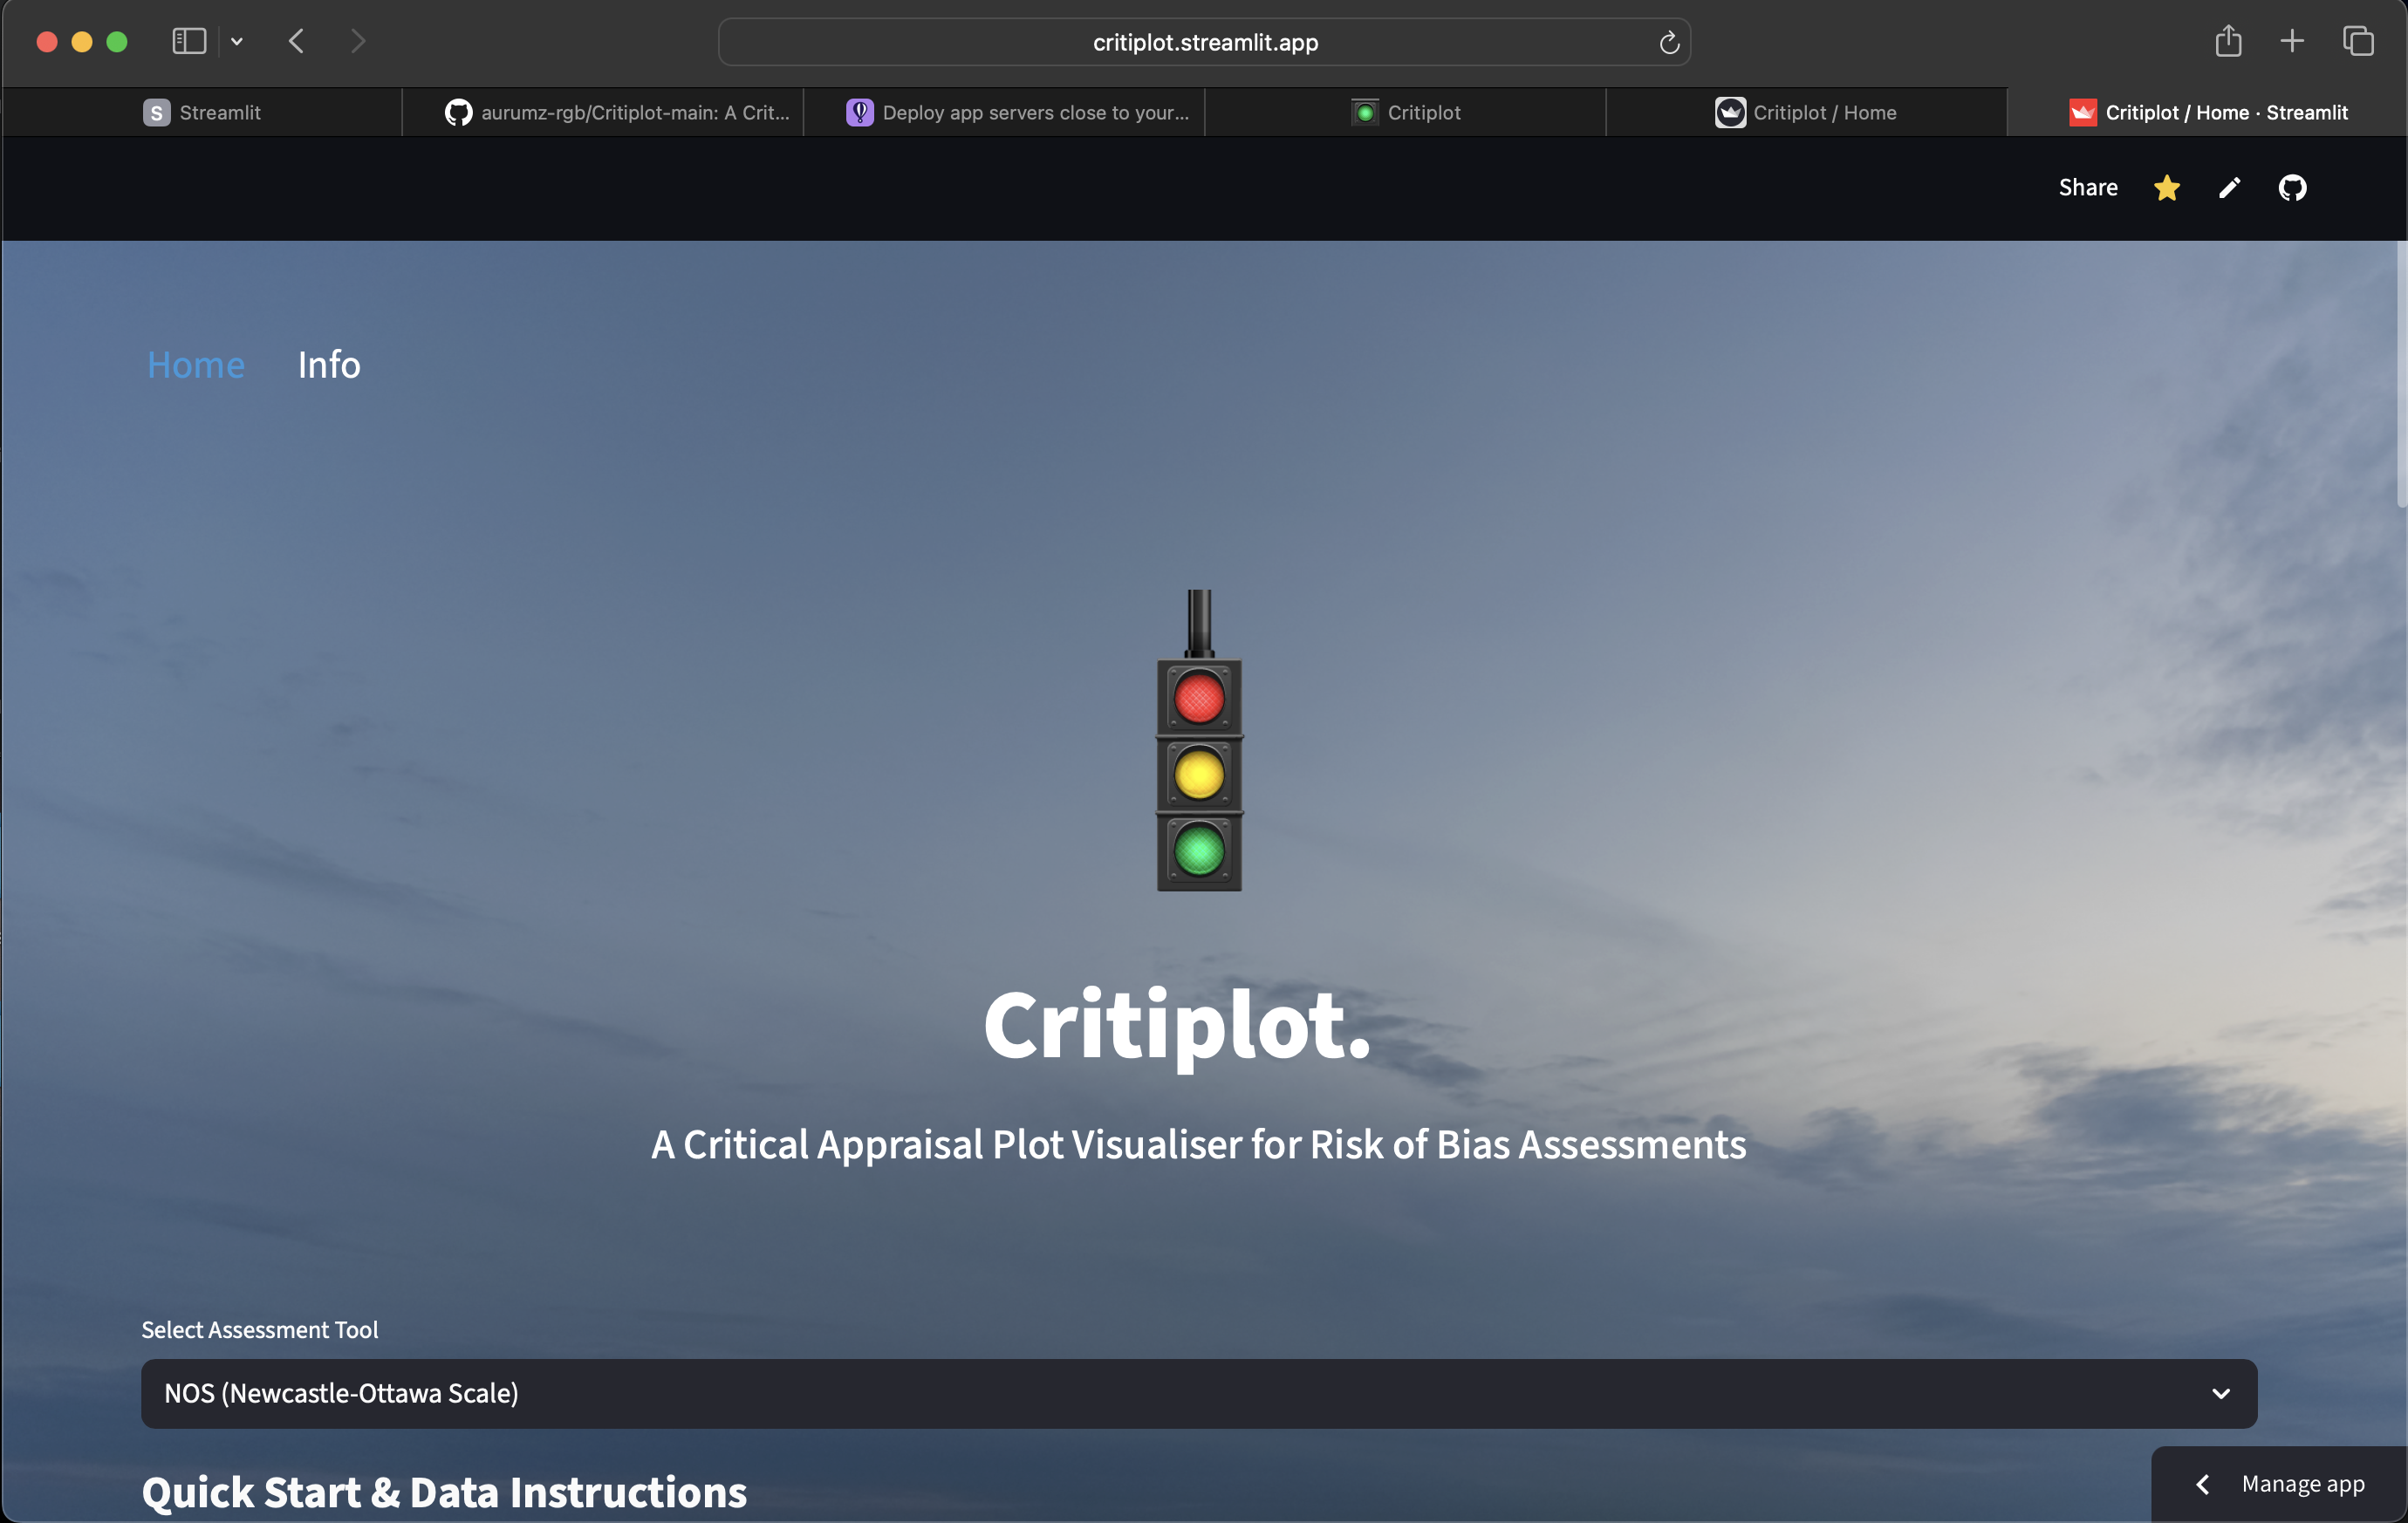 critiplot.streamlit.app
S Streamlit
aurumz-rgb/Critiplot-main: A Crit...
Deploy app servers close to your...
Critiplot
Critiplot / Home
Critiplot / Home · Streamlit
Share
Home Info
Critiplot.
A Critical Appraisal Plot Visualiser for Risk of Bias Assessments
Select Assessment Tool
NOS (Newcastle-Ottawa Scale)
Quick Start & Data Instructions
Manage app